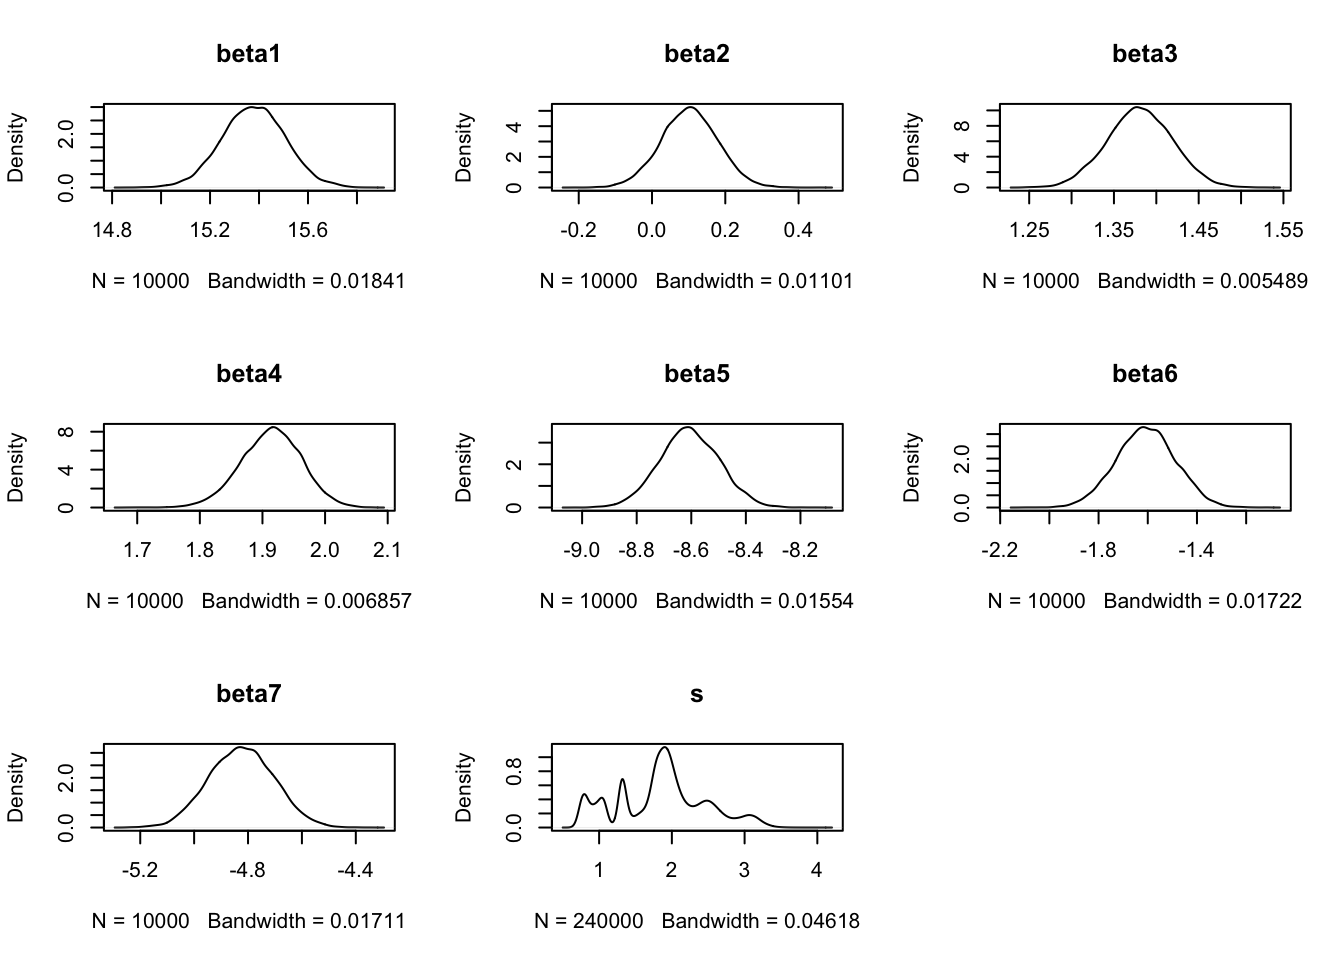 beta1
Density
0.0 2.0
14.8 15.2 15.6
N = 10000 Bandwidth = 0.01841
beta2
Density
0 2 4
-0.2 0.0 0.2 0.4
N = 10000 Bandwidth = 0.01101
beta3
Density
0 4 8
1.25 1.35 1.45 1.55
N = 10000 Bandwidth = 0.005489
beta4
Density
0 4 8
1.7 1.8 1.9 2.0 2.1
N = 10000 Bandwidth = 0.006857
beta5
Density
0 2
-9.0 -8.8 -8.6 -8.4 -8.2
N = 10000 Bandwidth = 0.01554
beta6
Density
0.0 2.0
-2.2 -1.8 -1.4
N = 10000 Bandwidth = 0.01722
beta7
Density
0.0 2.0
-5.2 -4.8 -4.4
N = 10000 Bandwidth = 0.01711
s
Density
0.0 0.8
1 2 3 4
N = 240000 Bandwidth = 0.04618